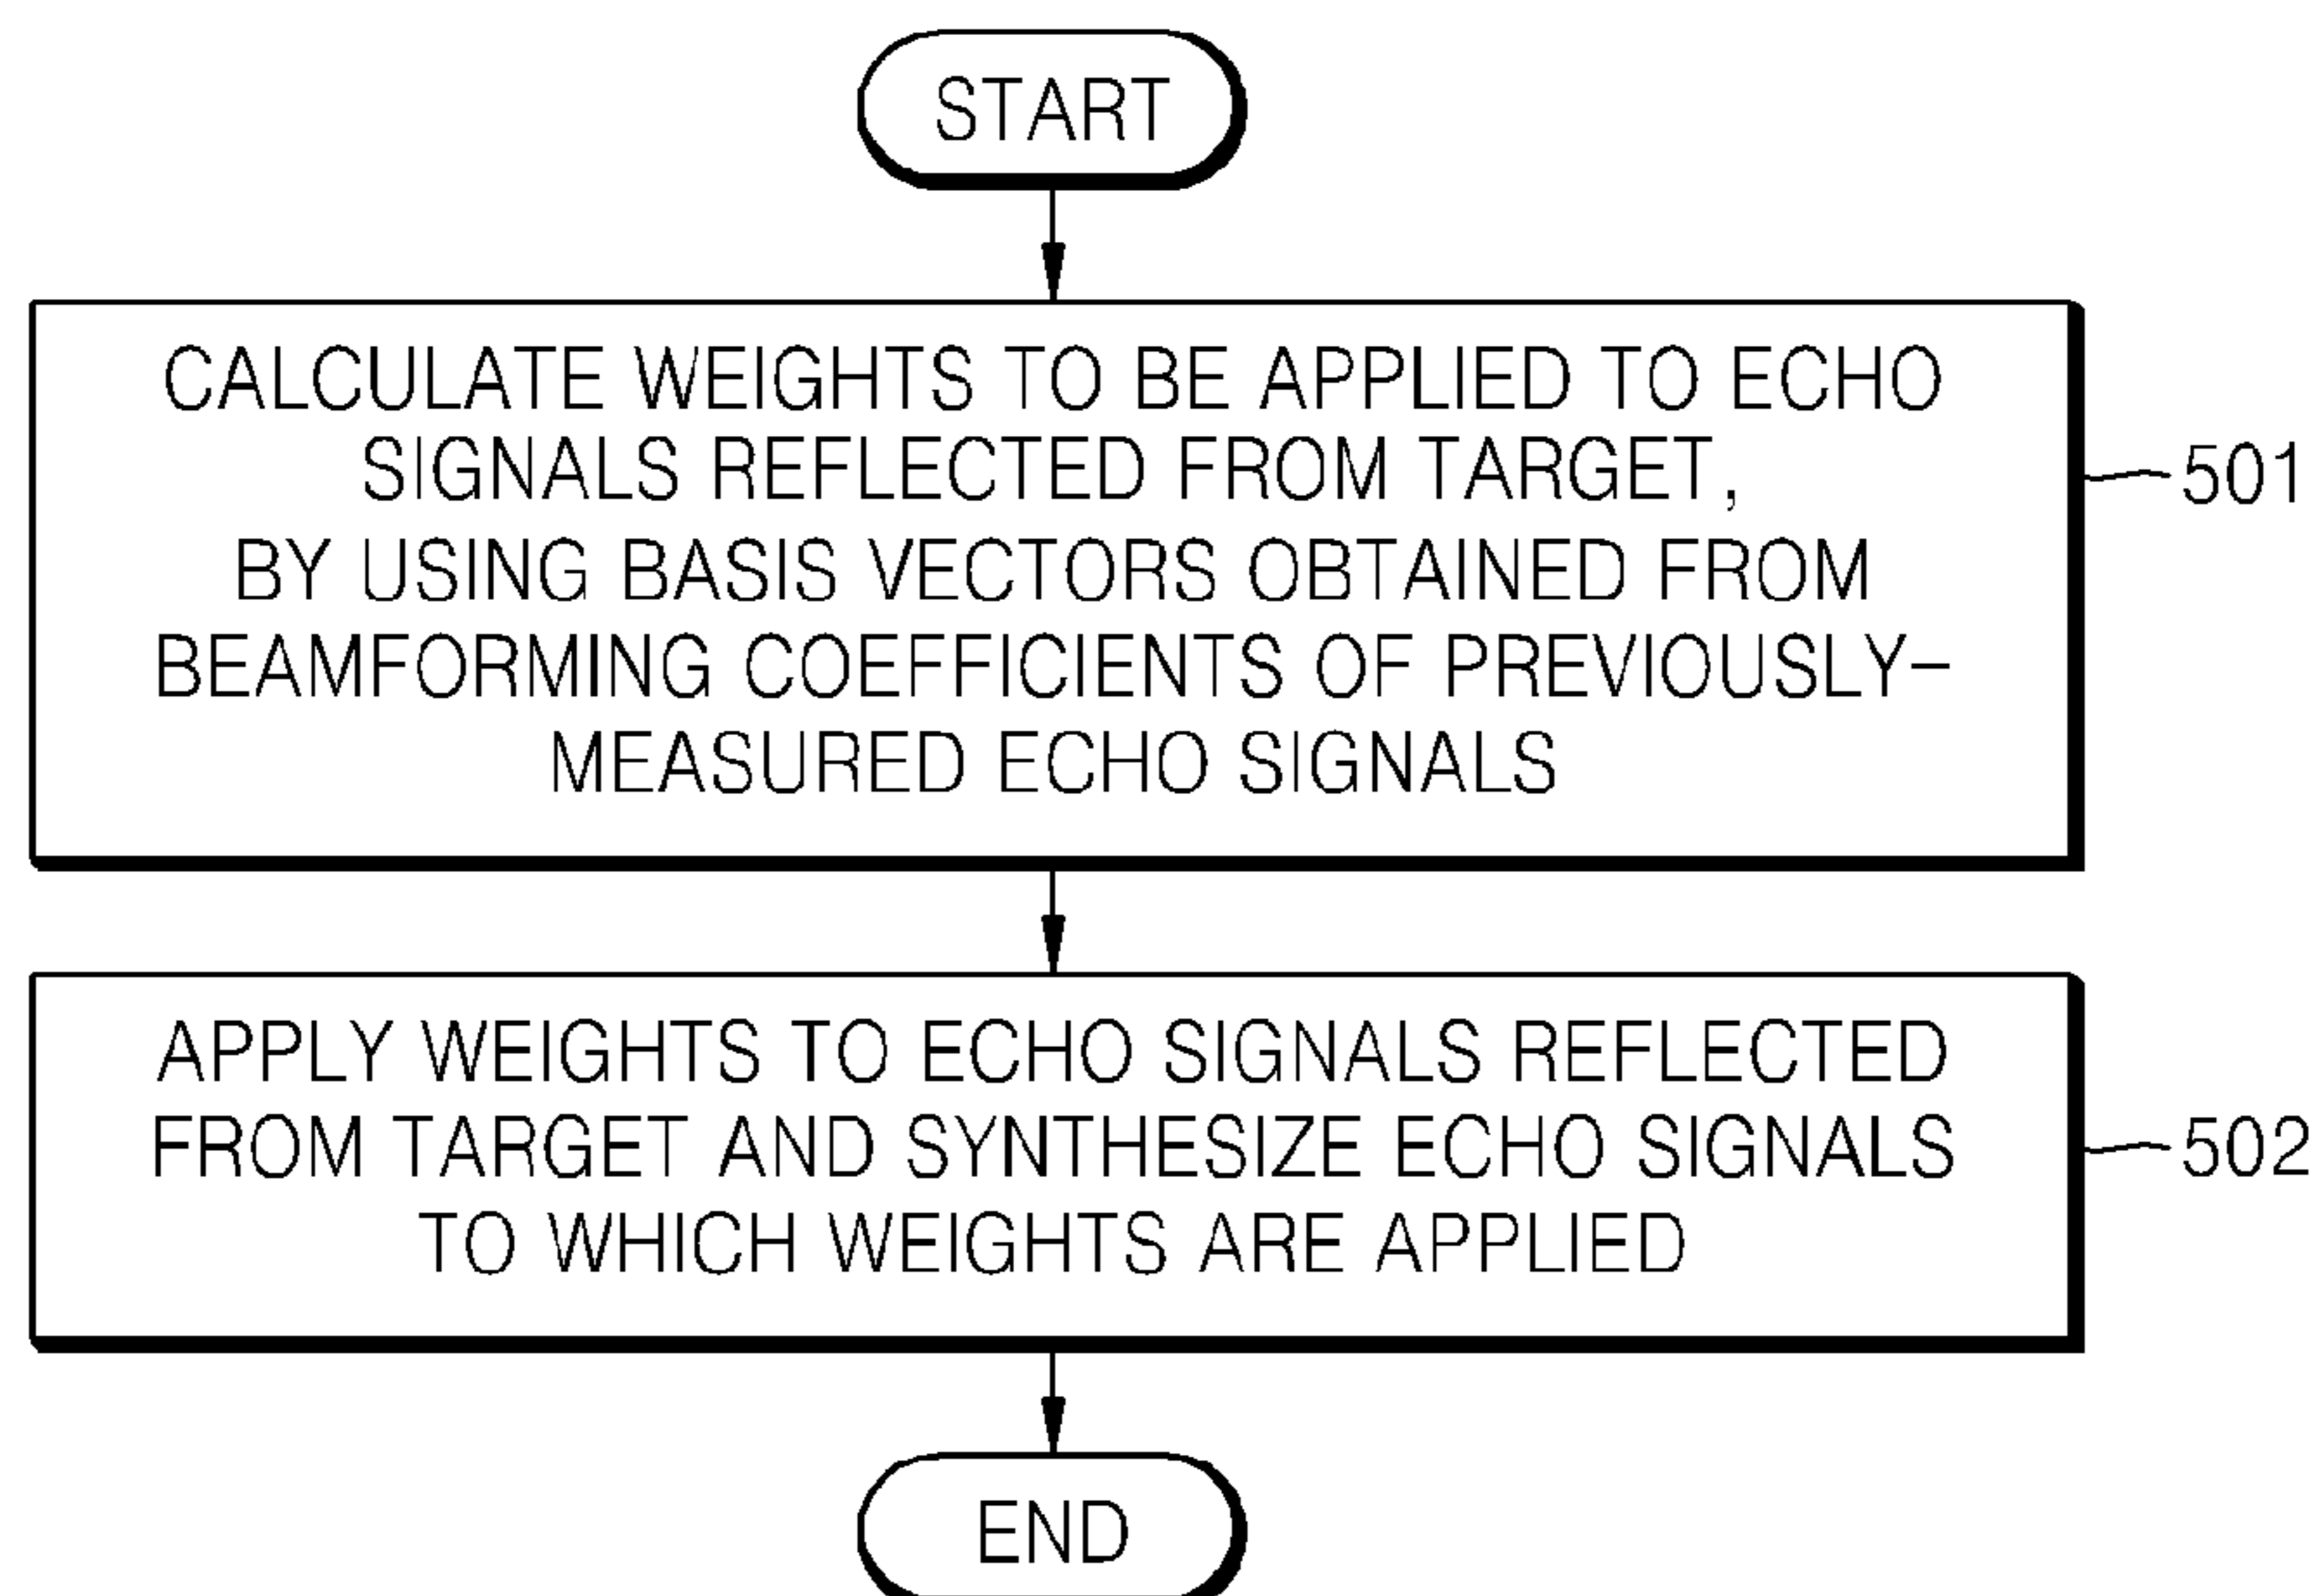 START
CALCULATE WEIGHTS TO BE APPLIED TO ECHO
SIGNALS REFLECTED FROM TARGET,
BY USING BASIS VECTORS OBTAINED FROM
BEAMFORMING COEFFICIENTS OF PREVIOUSLY-
MEASURED ECHO SIGNALS
501
APPLY WEIGHTS TO ECHO SIGNALS REFLECTED
FROM TARGET AND SYNTHESIZE ECHO SIGNALS
TO WHICH WEIGHTS ARE APPLIED
502
END